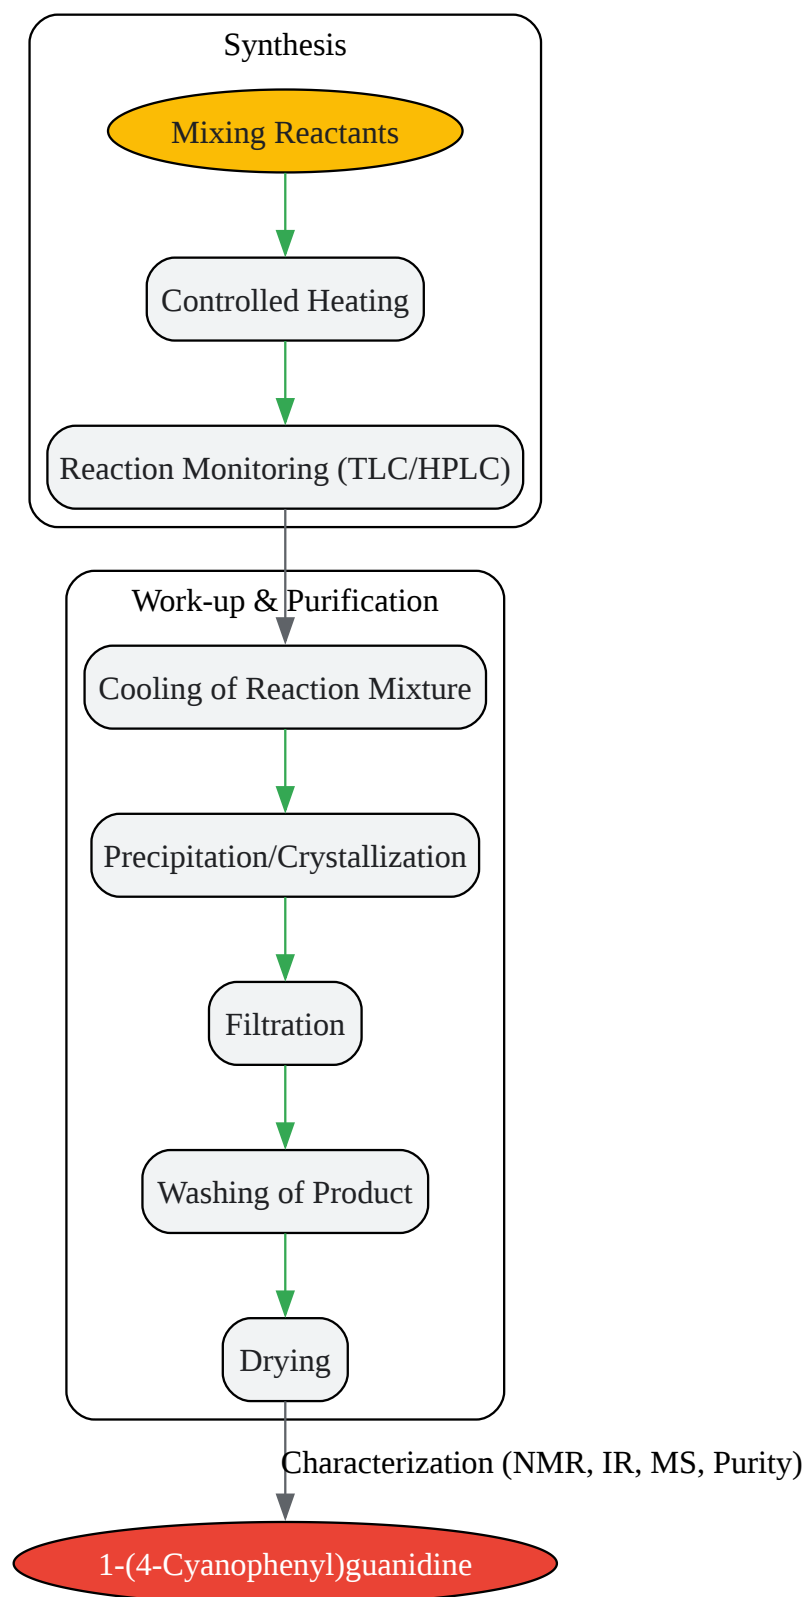 Synthesis
Mixing Reactants
Controlled Heating
Reaction Monitoring (TLC/HPLC)
Work-up & Purification
Cooling of Reaction Mixture
Precipitation/Crystallization
Filtration
Washing of Product
Drying
Characterization (NMR, IR, MS, Purity)
1-(4-Cyanophenyl)guanidine